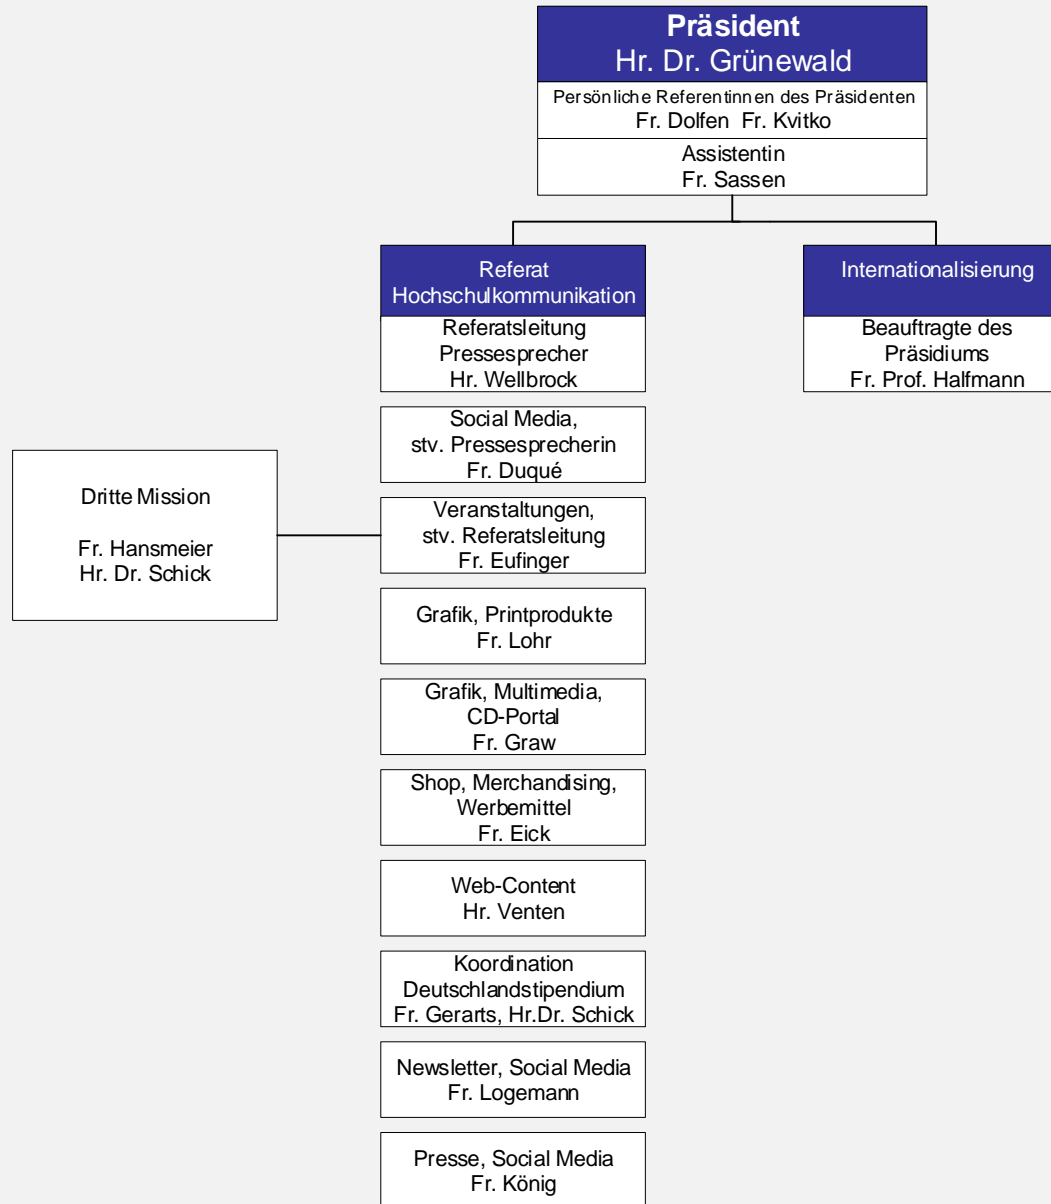 Präsident
Hr. Dr. Grünewald
Persönliche Referentinnen des Präsidenten
Fr. Dolfen Fr. Kvitko
Assistentin
Fr. Sassen
Referat
Hochschulkommunikation
Referatsleitung
Pressesprecher
Hr. Wellbrock
Internationalisierung
Beauftragte des
Präsidiums
Fr. Prof. Halfmann
Social Media,
stv. Pressesprecherin
Fr. Duqué
Dritte Mission
Fr. Hansmeier
Hr. Dr. Schick
Veranstaltungen,
stv. Referatsleitung
Fr. Eufinger
Grafik, Printprodukte
Fr. Lohr
Grafik, Multimedia,
CD-Portal
Fr. Graw
Shop, Merchandising,
Werbemittel
Fr. Eick
Web-Content
Hr. Venten
Koordination
Deutschlandstipendium
Fr. Gerarts, Hr.Dr. Schick
Newsletter, Social Media
Fr. Logemann
Presse, Social Media
Fr. König